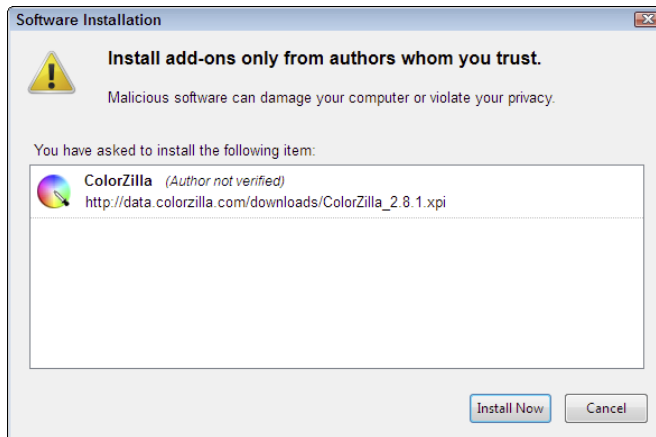 Software Installation
Install add-ons only from authors whom you trust.
Malicious software can damage your computer or violate your privacy.
You have asked to install the following item:
ColorZilla (Author not verified)
http://data.colorzilla.com/downloads/ColorZilla_2.8.1.xpi
Install Now Cancel